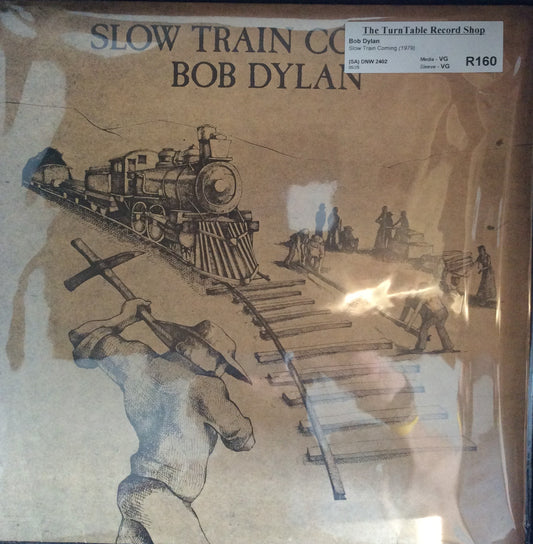 SLOW TRAIN CO
BOB DYLAN
The TurnTable Record Shop
Bob Dylan
Slow Train Coming (1979)
(SA) DNW 2402
Media - VG
Sleeve - VG
R160